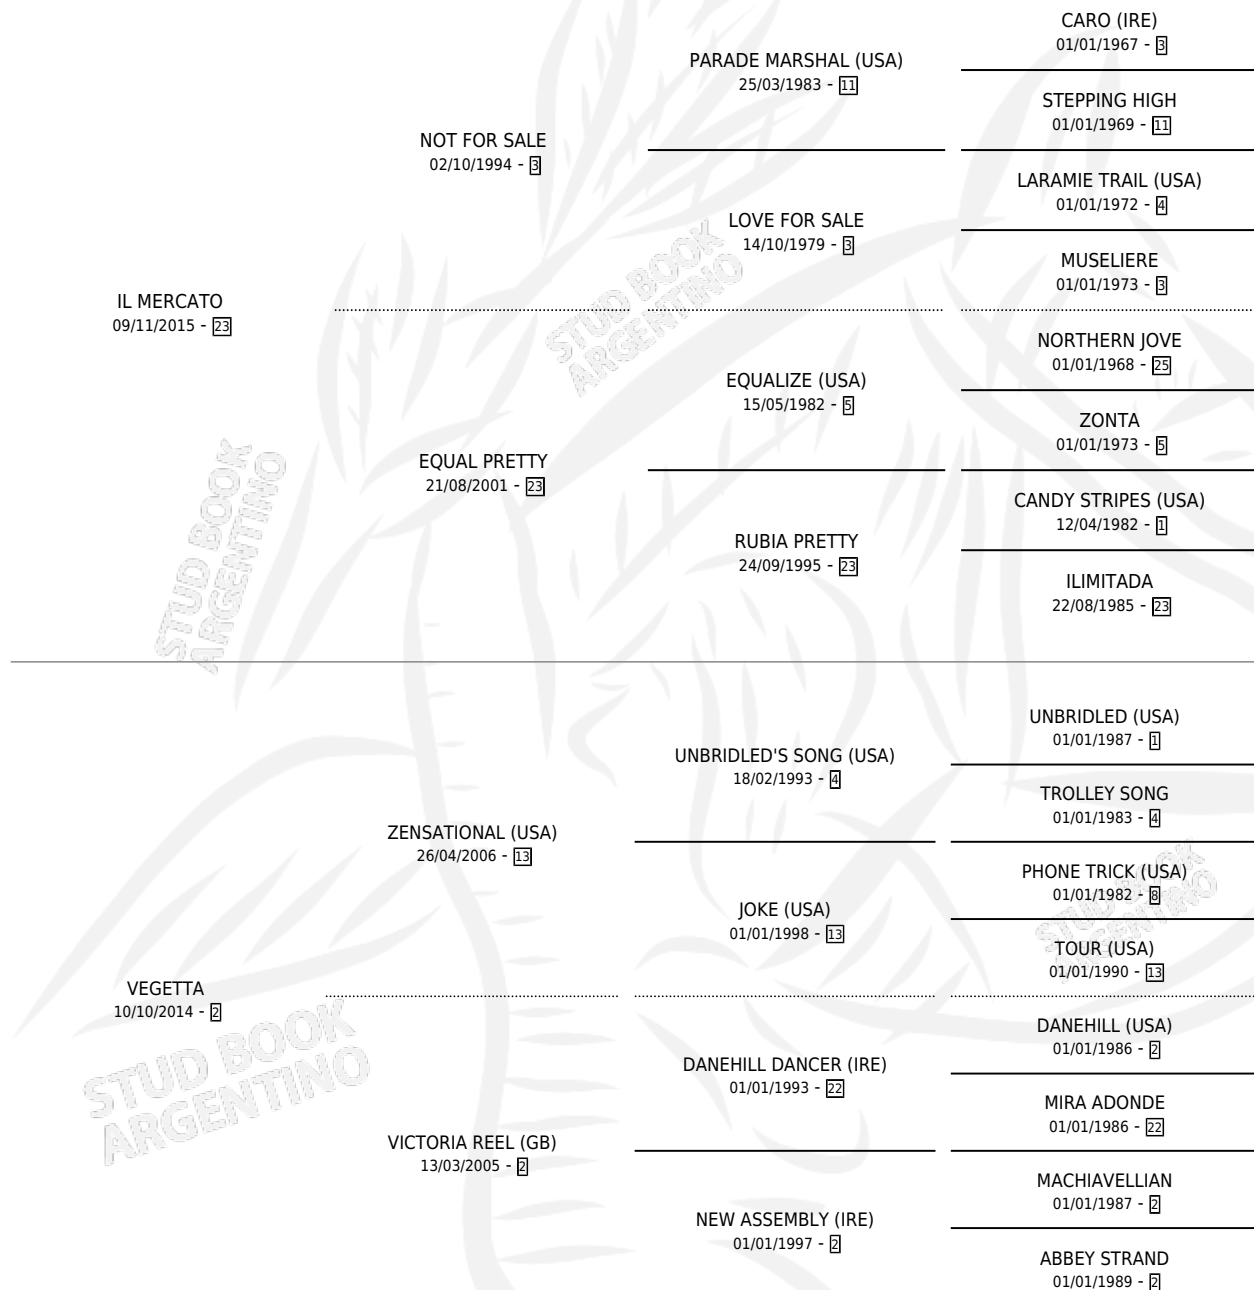 CARO (IRE)
01/01/1967 - 3
PARADE MARSHAL (USA)
25/03/1983 - 11
STEPPING HIGH
01/01/1969 - 11
NOT FOR SALE
02/10/1994 - 3
LARAMIE TRAIL (USA)
01/01/1972 - 4
LOVE FOR SALE
14/10/1979 - 3
MUSELIERE
01/01/1973 - 3
IL MERCATO
09/11/2015 - 23
NORTHERN JOVE
01/01/1968 - 25
EQUALIZE (USA)
15/05/1982 - 5
ZONTA
01/01/1973 - 5
EQUAL PRETTY
21/08/2001 - 23
CANDY STRIPES (USA)
12/04/1982 - 1
RUBIA PRETTY
24/09/1995 - 23
ILIMITADA
22/08/1985 - 23
UNBRIDLED (USA)
01/01/1987 - 1
UNBRIDLED'S SONG (USA)
18/02/1993 - 4
TROLLEY SONG
01/01/1983 - 4
ZENSATIONAL (USA)
26/04/2006 - 13
PHONE TRICK (USA)
01/01/1982 - 8
JOKE (USA)
01/01/1998 - 13
TOUR (USA)
01/01/1990 - 13
VEGETTA
10/10/2014 - 2
DANEHILL (USA)
01/01/1986 - 2
DANEHILL DANCER (IRE)
01/01/1993 - 22
MIRA ADONDE
01/01/1986 - 22
VICTORIA REEL (GB)
13/03/2005 - 2
MACHIAVELLIAN
01/01/1987 - 2
NEW ASSEMBLY (IRE)
01/01/1997 - 2
ABBEY STRAND
01/01/1989 - 2
STUD BOOK
ARGENTINO
STUD BOOK
ARGENTINO
STUD BOOK
ARGENTINO
STUD BOOK
ARGENTINO